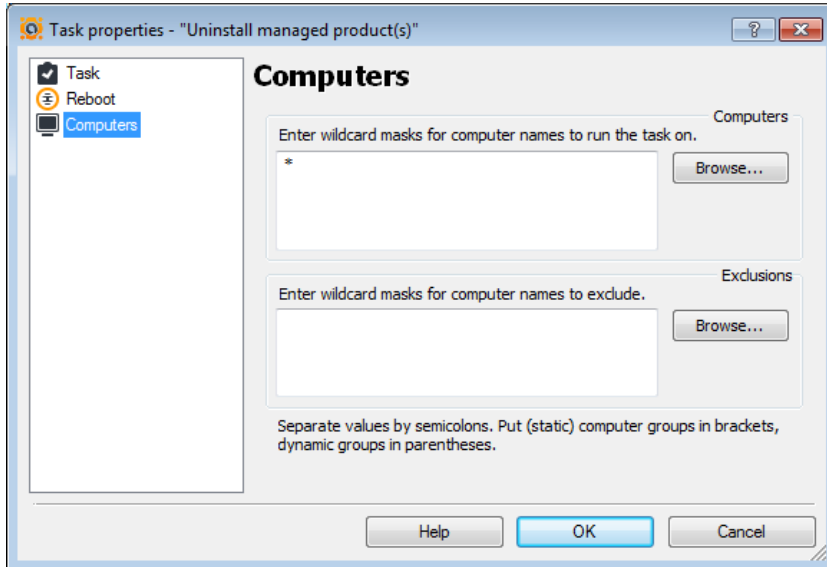 Task properties - "Uninstall managed product(s)"
Task
Reboot
Computers
Computers
Computers
Enter wildcard masks for computer names to run the task on.
*
Browse...
Exclusions
Enter wildcard masks for computer names to exclude.
Browse...
Separate values by semicolons. Put (static) computer groups in brackets,
dynamic groups in parentheses.
Help
OK
Cancel